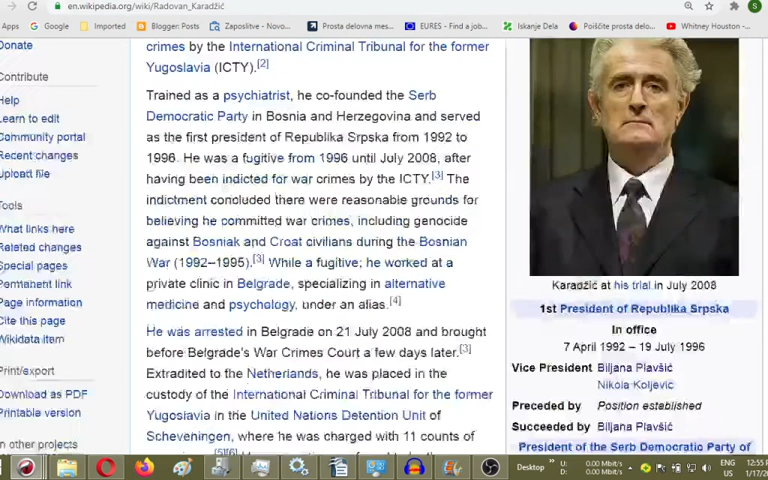 en.wikipedia.org/wiki/Radovan_Karadžić
Apps
Google
Import
Blogger: Posts
Zaposlitve - Novo...
Prosta delovna mes...
EURES - Find a job...
Iskanje Dela
Poiščite prosto delo...
Whitney Houston -...
Donate
Contribute
Help
Learn to edit
Community portal
Recent changes
Upload file
Tools
What links here
Related changes
Special pages
Permanent link
Page information
Cite this page
Wikidata item
Print/export
Download as PDF
Printable version
In other projects
crimes by the International Criminal Tribunal for the former
Yugoslavia (ICTY).[2]
Trained as a psychiatrist, he co-founded the Serb
Democratic Party in Bosnia and Herzegovina and served
as the first president of Republika Srpska from 1992 to
1996. He was a fugitive from 1996 until July 2008, after
having been indicted for war crimes by the ICTY.[3] The
indictment concluded there were reasonable grounds for
believing he committed war crimes, including genocide
against Bosniak and Croat civilians during the Bosnian
War (1992–1995).[3] While a fugitive, he worked at a
private clinic in Belgrade, specializing in alternative
medicine and psychology, under an alias.[4]
He was arrested in Belgrade on 21 July 2008 and brought
before Belgrade's War Crimes Court a few days later.[3]
Extradited to the Netherlands, he was placed in the
custody of the International Criminal Tribunal for the former
Yugoslavia in the United Nations Detention Unit of
Scheveningen, where he was charged with 11 counts of
Karadžić at his trial in July 2008
1st President of Republika Srpska
In office
7 April 1992 – 19 July 1996
Vice President Biljana Plavšić
Nikola Koljević
Preceded by Position established
Succeeded by Biljana Plavšić
President of the Serb Democratic Party of
Desktop
U: 0.00 Mbit/s
D: 0.00 Mbit/s
ENG
US
12:55 P
1/17/20